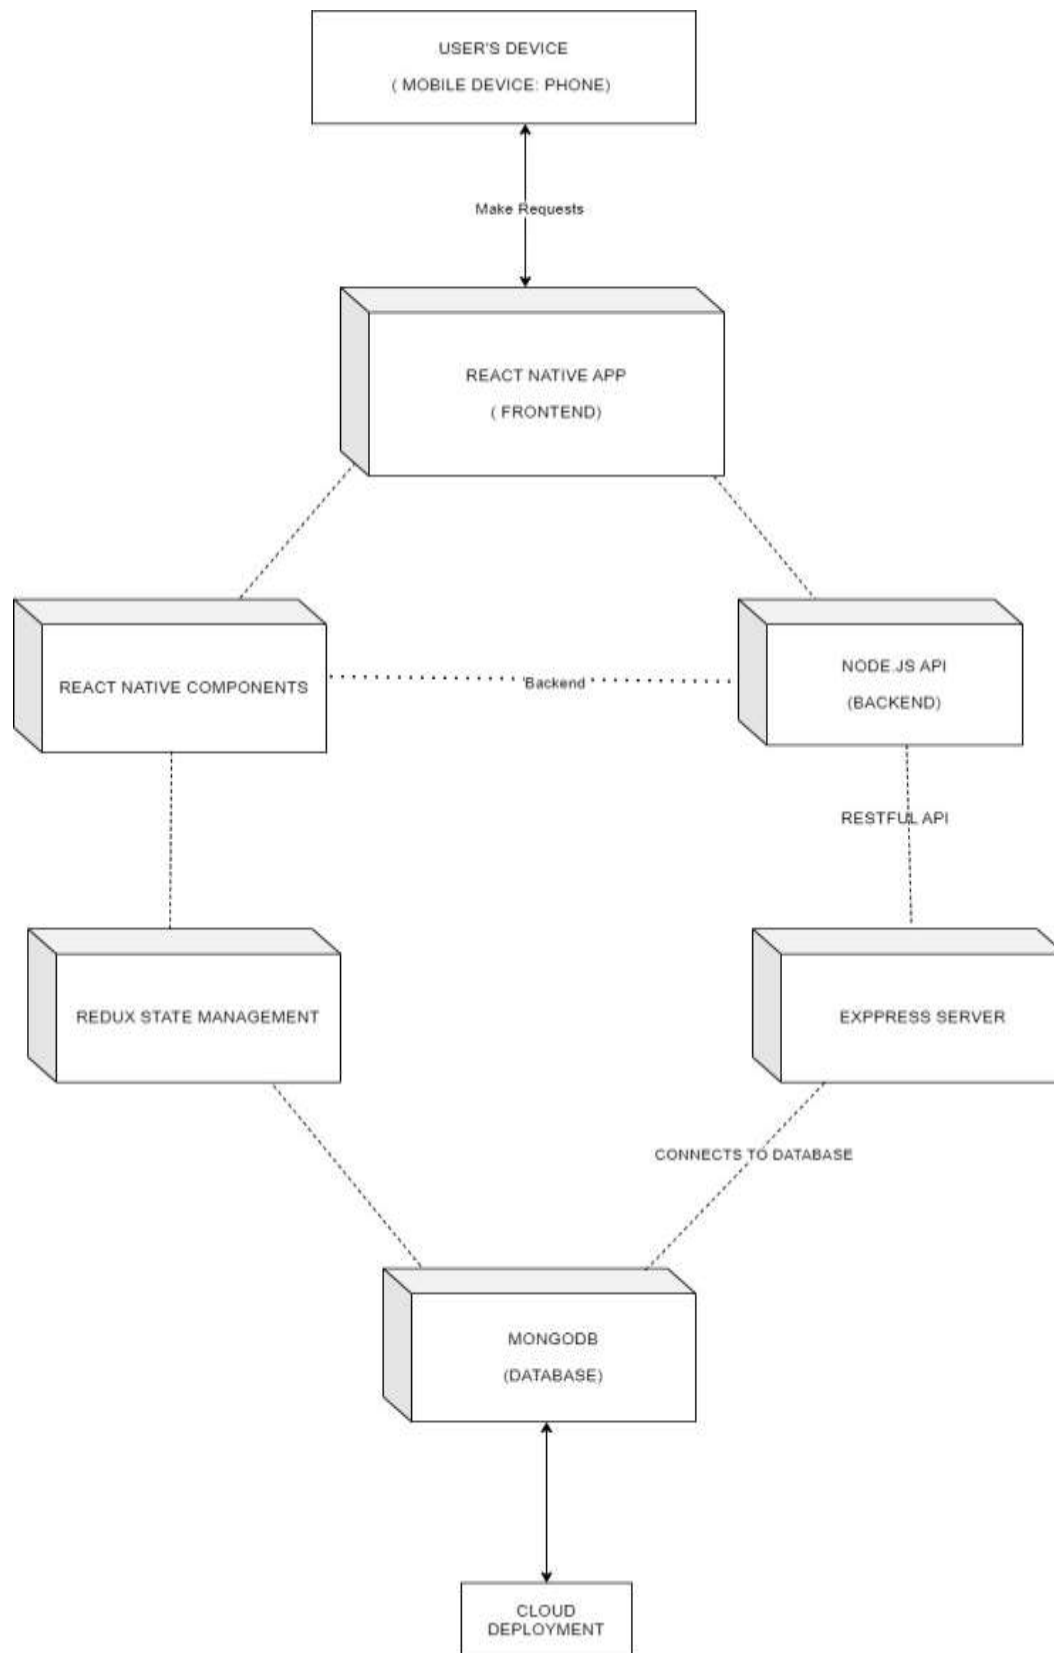 USER'S DEVICE
( MOBILE DEVICE: PHONE)
Make Requests
REACT NATIVE APP
( FRONTEND)
REACT NATIVE COMPONENTS
Backend
NODE.JS API
(BACKEND)
RESTFUL API
REDUX STATE MANAGEMENT
EXPPRESS SERVER
CONNECTS TO DATABASE
MONGODB
(DATABASE)
CLOUD
DEPLOYMENT